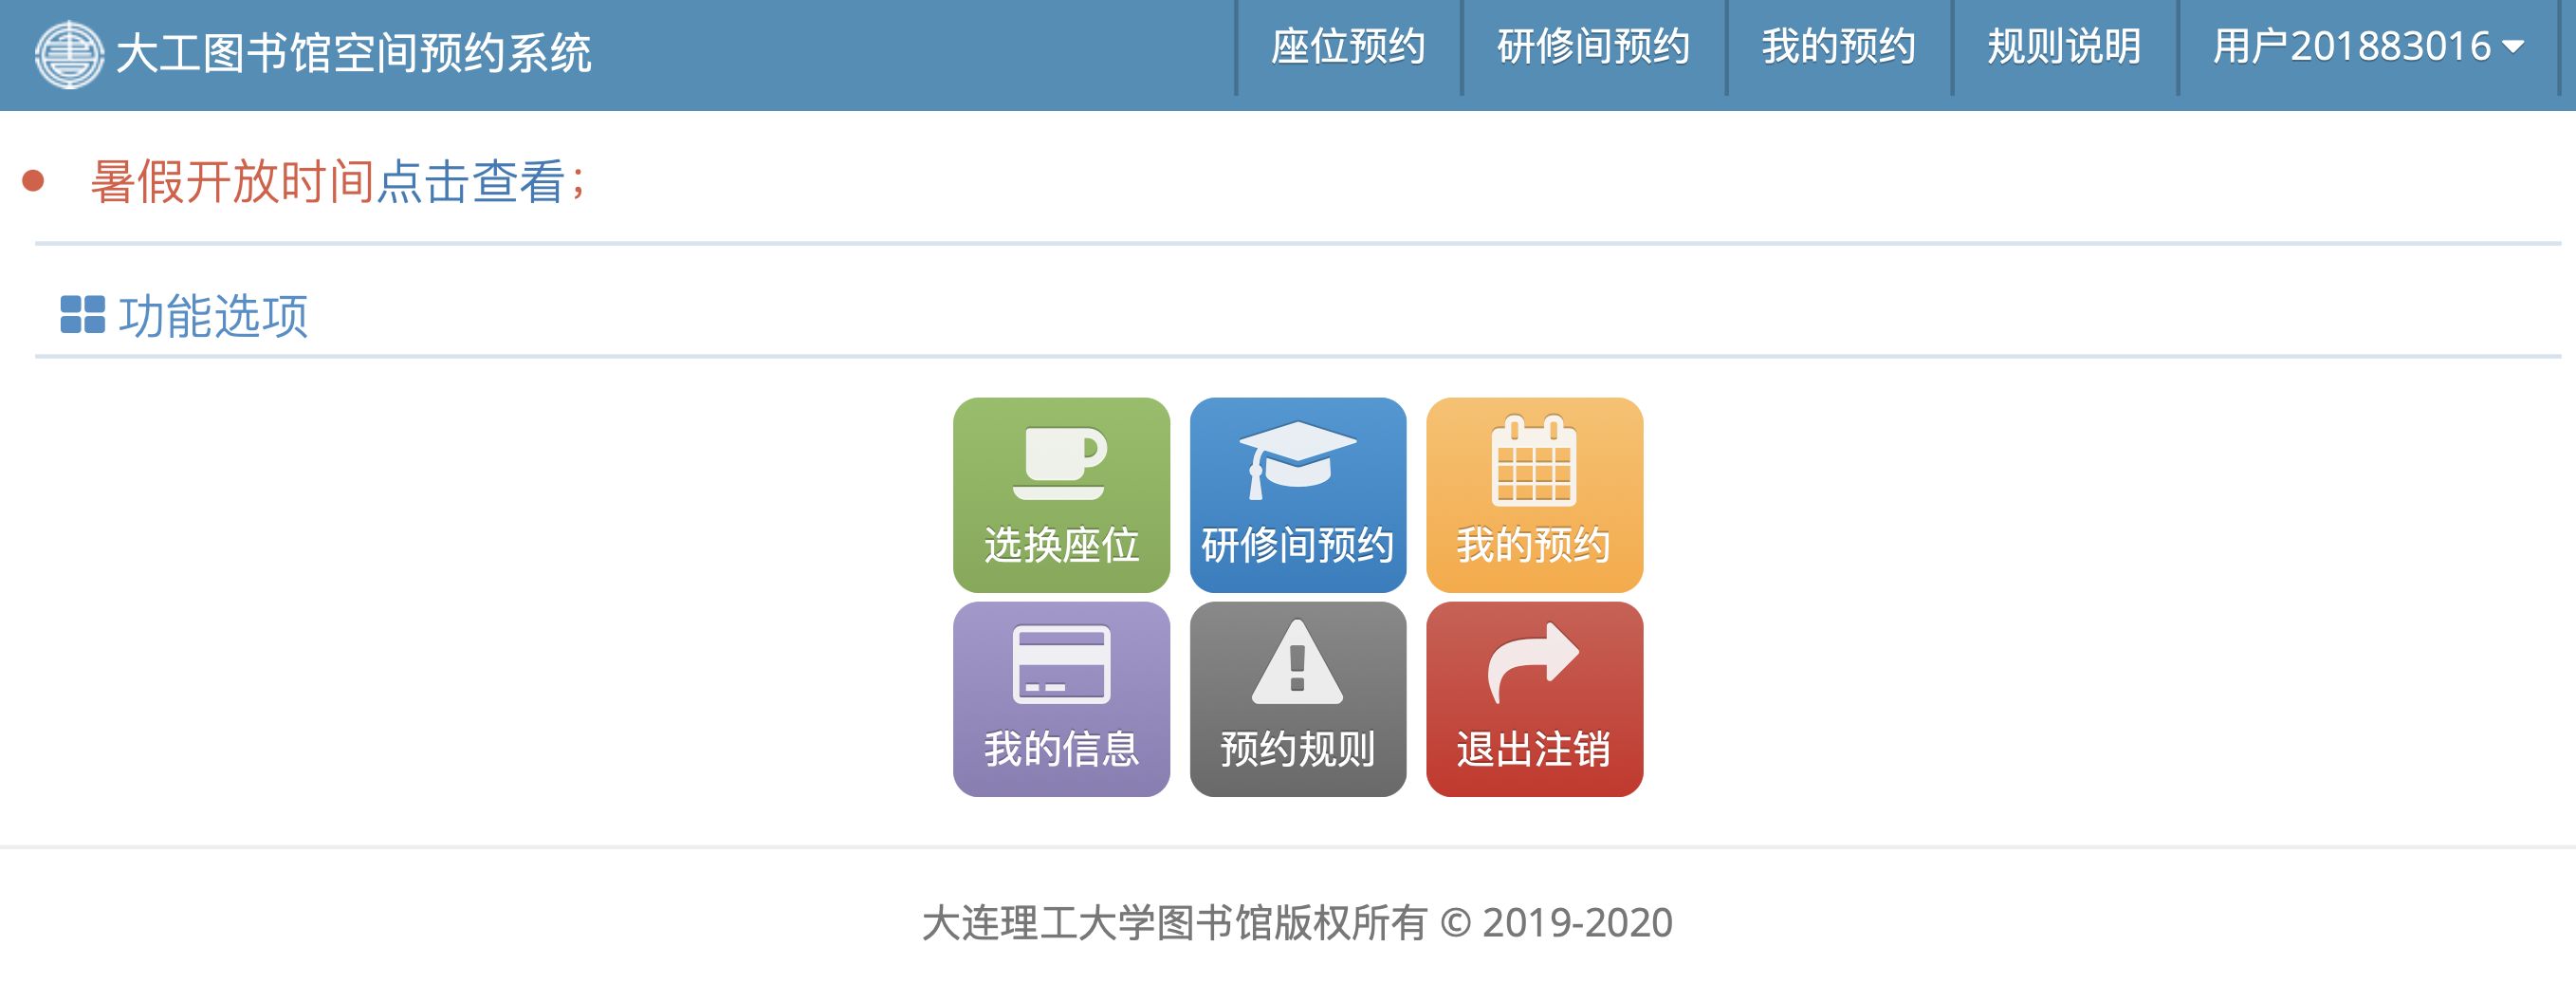 大工图书馆空间预约系统 座位预约 研修间预约 我的预约 规则说明 用户201883016
暑假开放时间点击查看;
功能选项
选换座位 研修间预约 我的预约
我的信息 预约规则 退出注销
大连理工大学图书馆版权所有 © 2019-2020